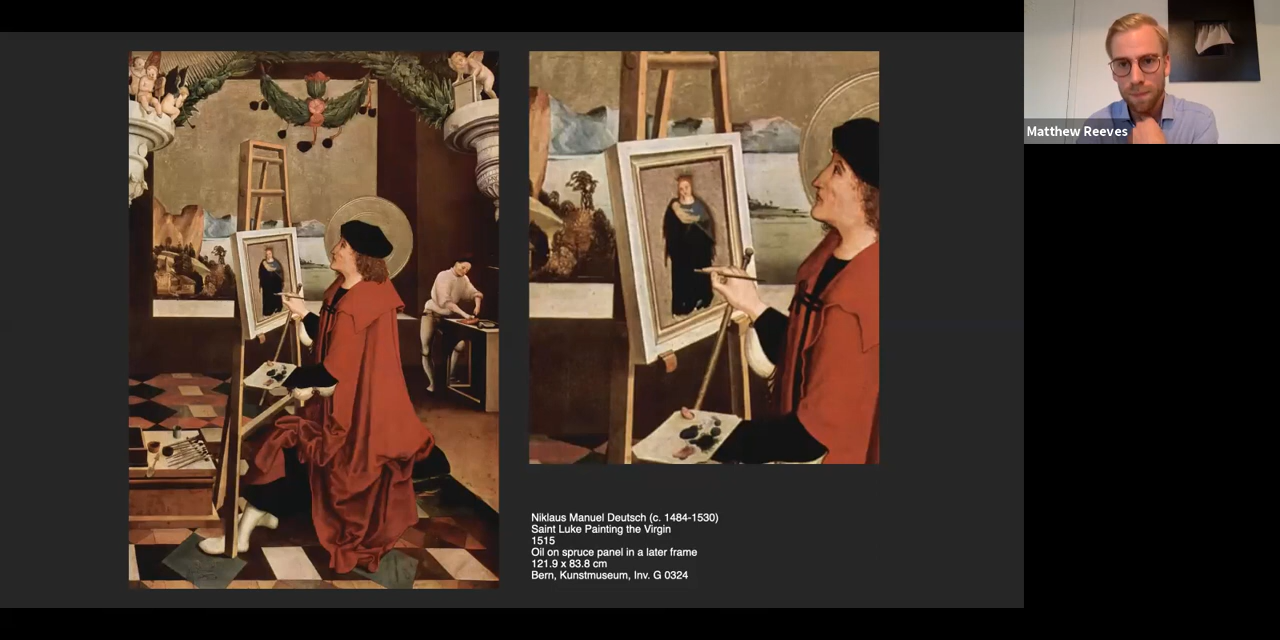 Matthew Reeves
Niklaus Manuel Deutsch (c. 1484-1530)
Saint Luke Painting the Virgin
1515
Oil on spruce panel in a later frame
121.9 x 83.8 cm
Bern, Kunstmuseum, Inv. G 0324